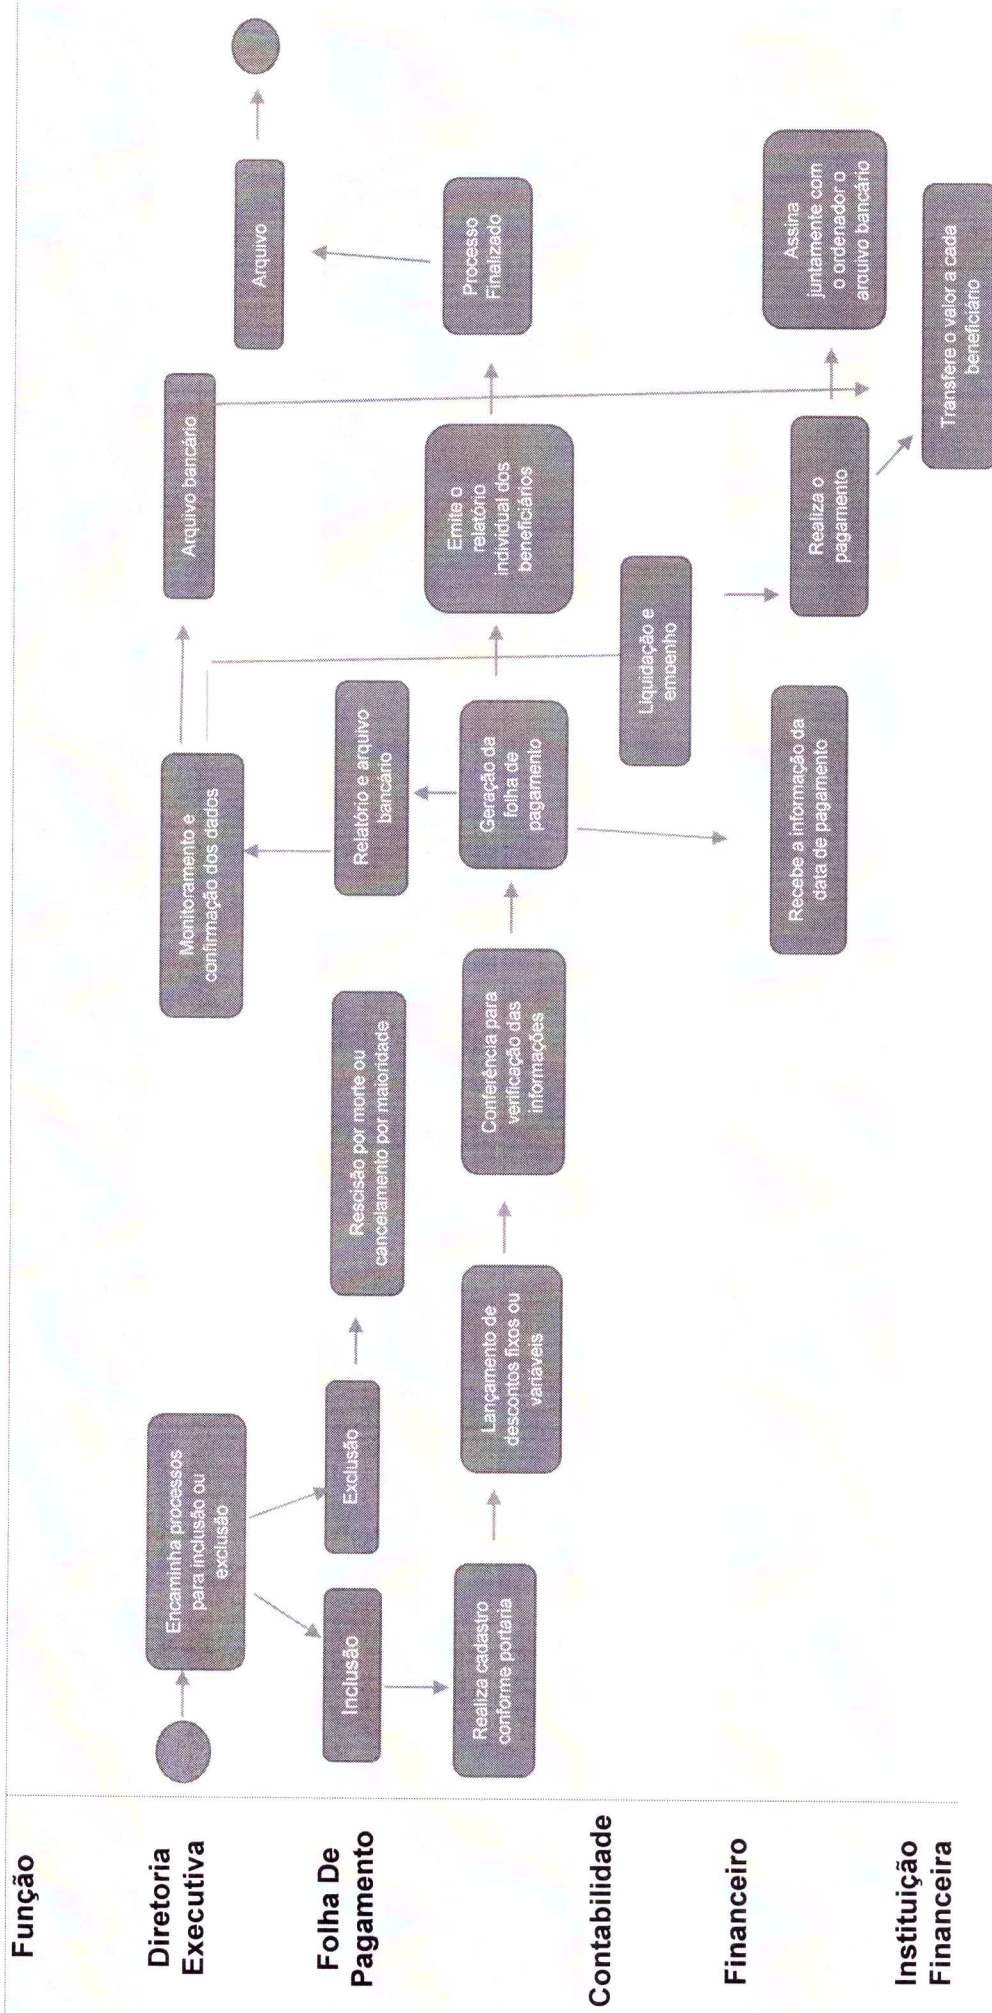 Função
Diretoria
Executiva
Encaminha processos
para inclusão ou
exclusão
Monitoramento e
confirmação dos dados
Arquivo bancário
Arquivo
Folha De
Pagamento
Inclusão
Exclusão
Rescisão por morte ou
cancelamento por maioridade
Relatório e arquivo
bancário
Realiza cadastro
conforme portaria
Lançamento de
descontos fixos ou
variáveis
Conferência para
verificação das
informações
Geração da
folha de
pagamento
Emite o
relatório
individual dos
beneficiários
Processo
Finalizado
Contabilidade
Liquidação e
empenho
Financeiro
Recebe a informação da
data de pagamento
Realiza o
pagamento
Assina
juntamente com
o ordenador o
arquivo bancário
Instituição
Financeira
Transfere o valor a cada
beneficiário